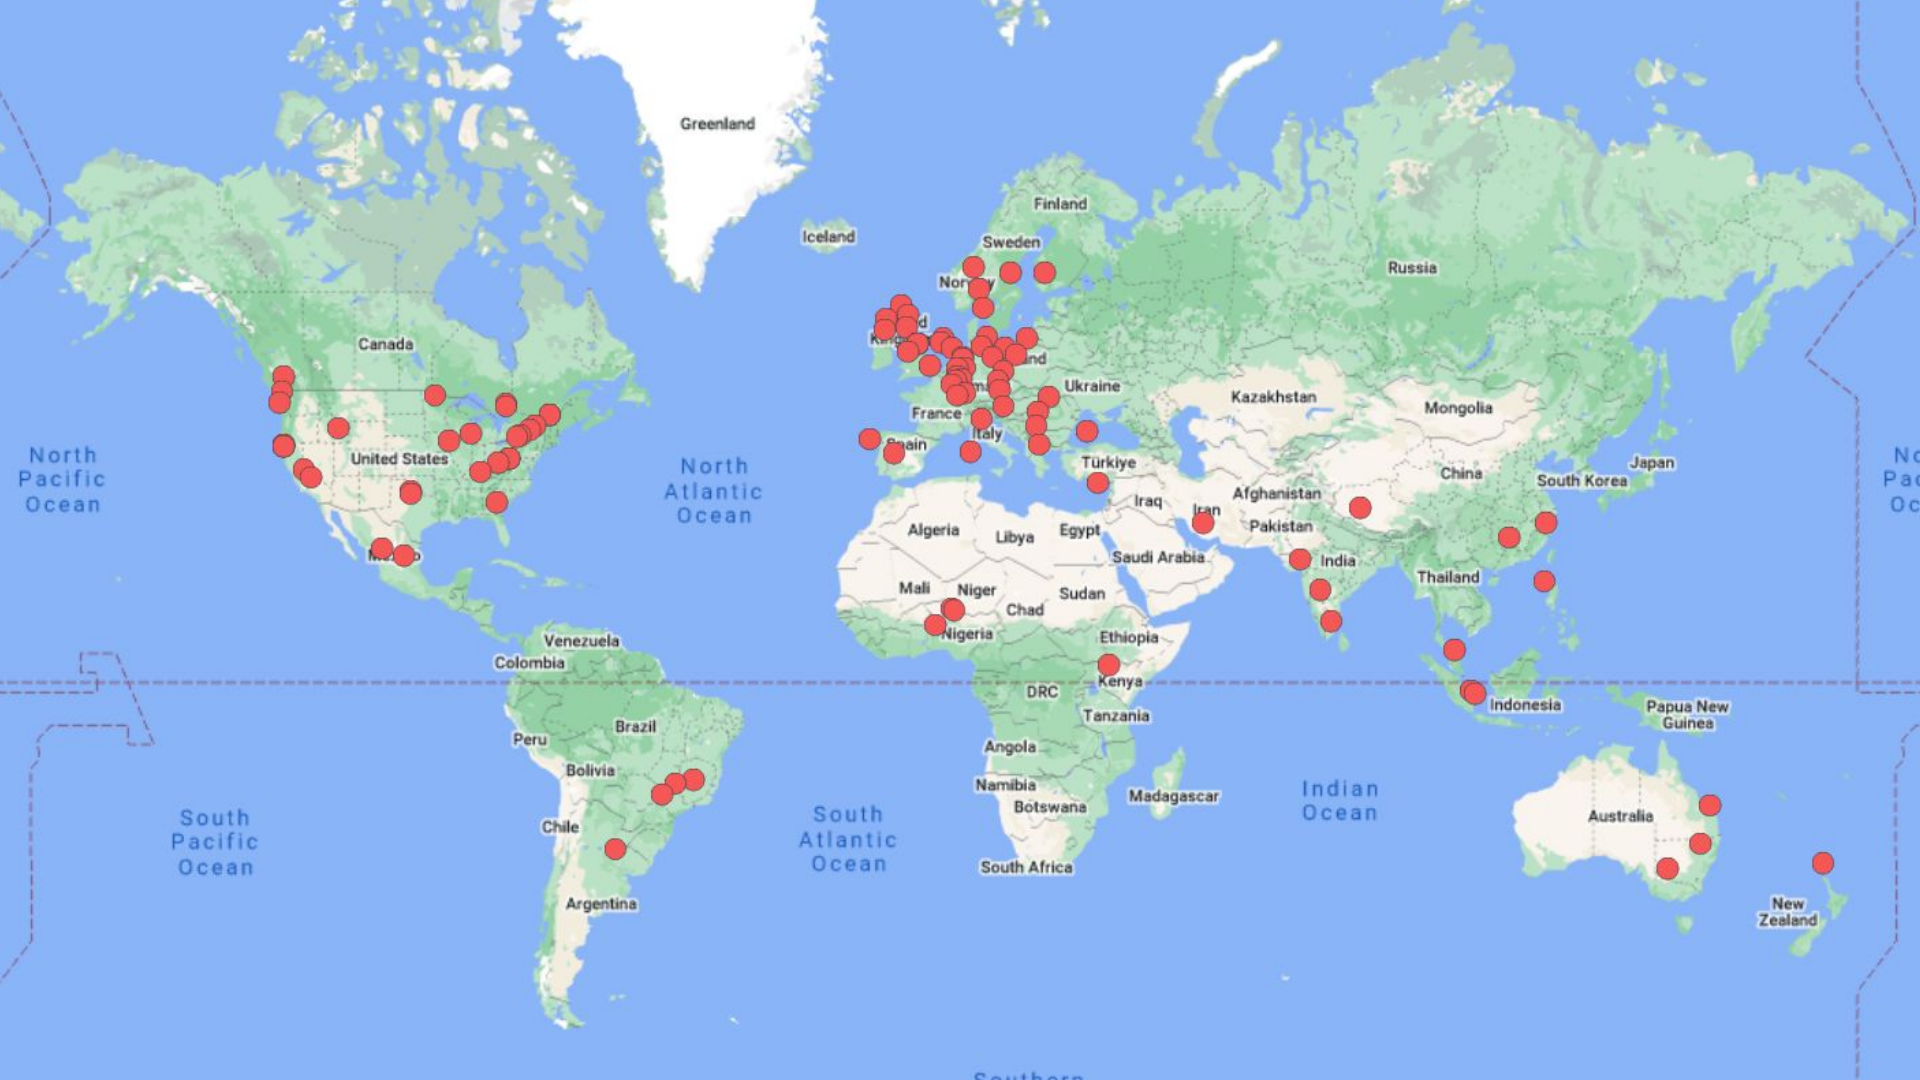 Greenland
Iceland
Finland
Sweden
Russia
Canada
Ukraine
Kazakhstan
Mongolia
France
Italy
North
Pacific
Ocean
United States
North
Atlantic
Ocean
Türkiye
China
Japan
South Korea
Iraq
Iran
Afghanistan
Pakistan
Algeria
Libya
Egypt
Saudi Arabia
India
Thailand
Mali
Niger
Chad
Sudan
Nigeria
Ethiopia
Venezuela
Colombia
Kenya
DRC
Tanzania
Indonesia
Papua New
Guinea
Brazil
Peru
Bolivia
Angola
Namibia
Botswana
Madagascar
Indian
Ocean
Australia
South
Pacific
Ocean
Chile
South
Atlantic
Ocean
South Africa
Argentina
New
Zealand